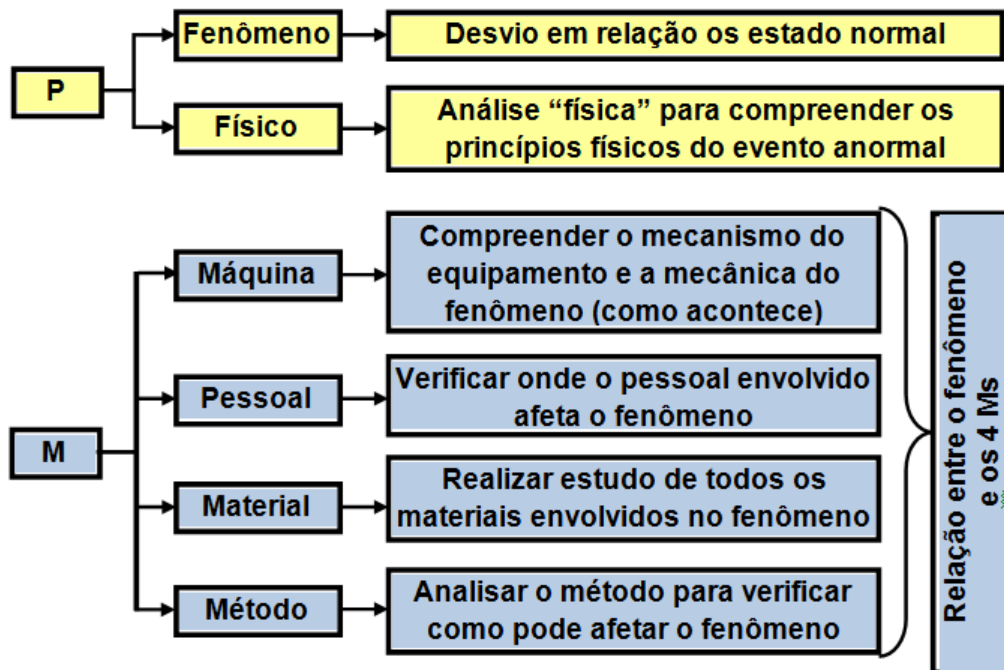 P
Fenômeno
Desvio em relação os estado normal
Físico
Análise “física” para compreender os
princípios físicos do evento anormal
M
Máquina
Compreender o mecanismo do
equipamento e a mecânica do
fenômeno (como acontece)
Pessoal
Verificar onde o pessoal envolvido
afeta o fenômeno
Material
Realizar estudo de todos os
materiais envolvidos no fenômeno
Método
Analisar o método para verificar
como pode afetar o fenômeno
Relação entre o fenômeno
e os 4 Ms